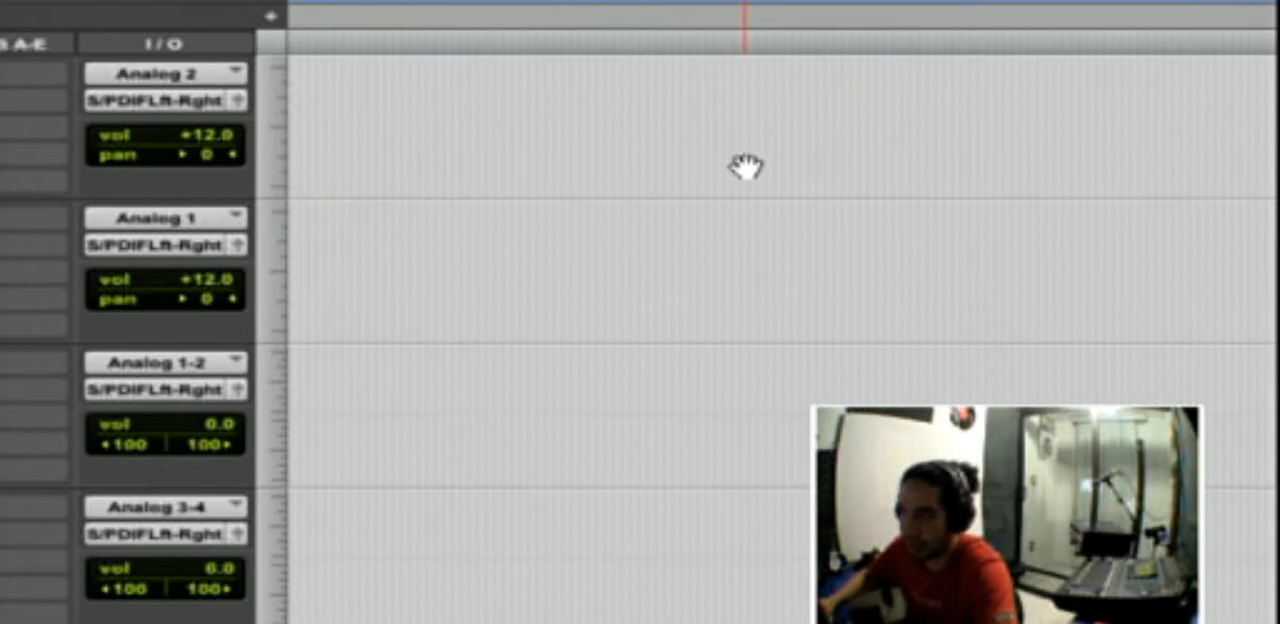 S A-E
I / O
Analog 2
S/PDIFLft-Rght
vol +12.0
pan 0
Analog 1
S/PDIFLft-Rght
vol +12.0
pan 0
Analog 1-2
S/PDIFLft-Rght
vol 0.0
100 100
Analog 3-4
S/PDIFLft-Rght
vol 0.0
100 100